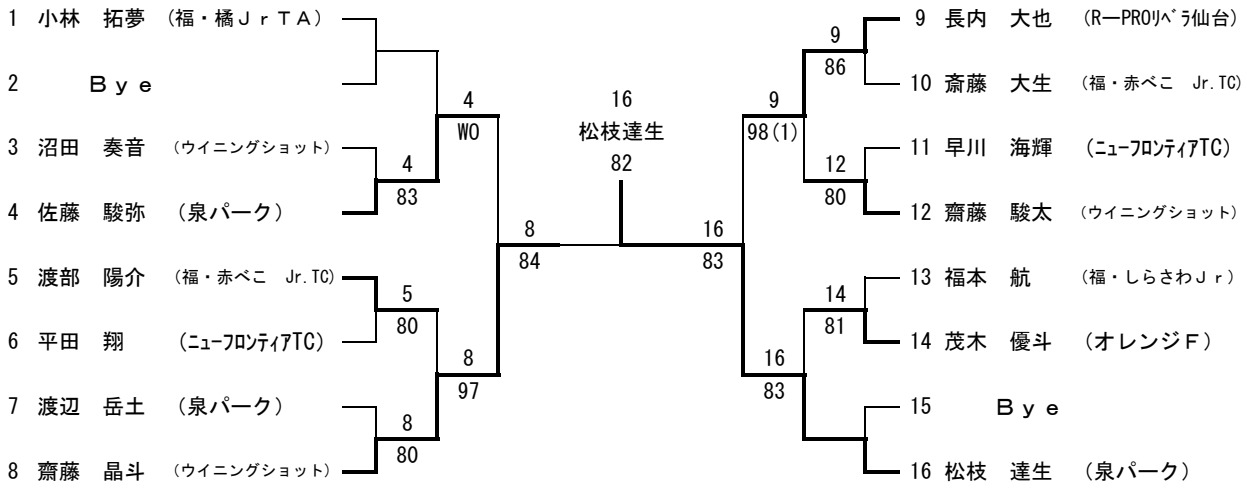 1 小林 拓夢 (福・橘ＪｒＴＡ)
2 Ｂｙｅ
3 沼田 奏音 (ウイニングショット)
4 佐藤 駿弥 (泉パーク)
5 渡部 陽介 (福・赤べこ Jr.TC)
6 平田 翔 (ﾆｭｰﾌﾛﾝﾃｨｱTC)
7 渡辺 岳土 (泉パーク)
8 齋藤 晶斗 (ウイニングショット)
4
83
5
80
8
80
4
WO
8
97
8
84
16
松枝達生
82
16
83
9
98(1)
16
83
9
86
12
80
14
81
9 長内 大也 (R―PROﾘﾍﾞﾗ仙台)
10 斎藤 大生 (福・赤べこ Jr.TC)
11 早川 海輝 (ﾆｭｰﾌﾛﾝﾃｨｱTC)
12 齋藤 駿太 (ウイニングショット)
13 福本 航 (福・しらさわＪｒ)
14 茂木 優斗 (オレンジＦ)
15 Ｂｙｅ
16 松枝 達生 (泉パーク)